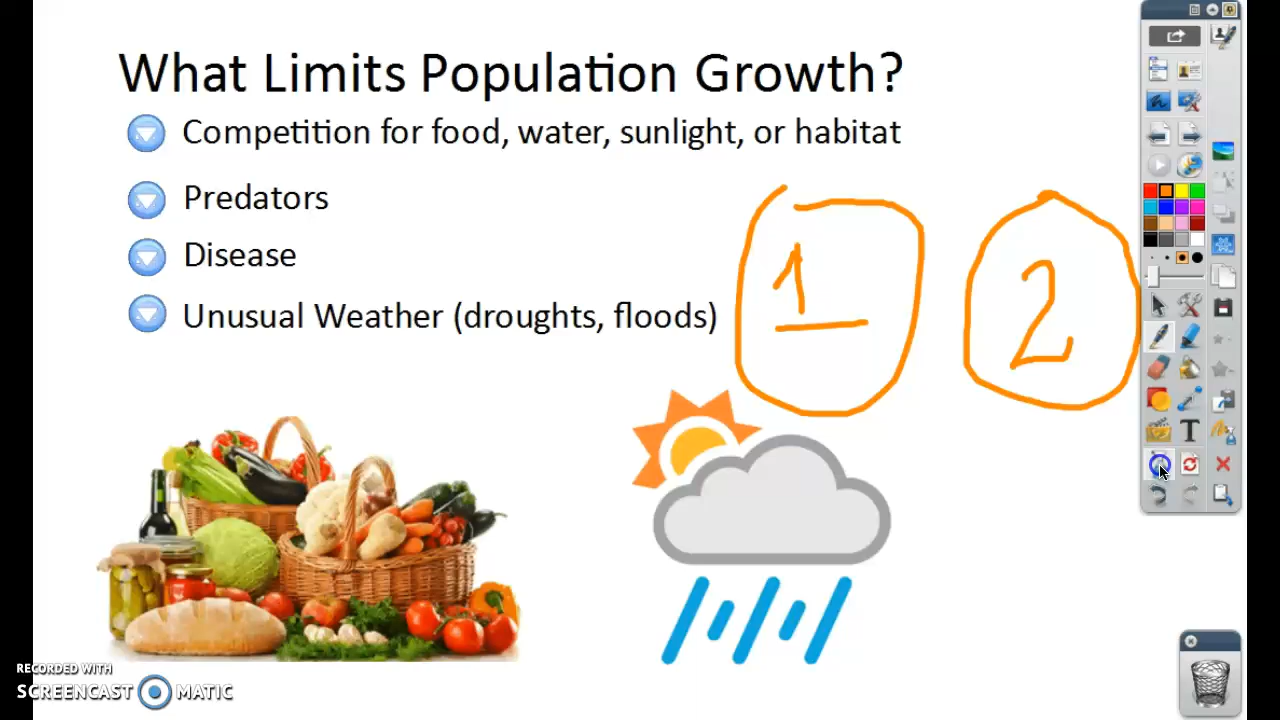 What Limits Population Growth?
Competition for food, water, sunlight, or habitat
Predators
Disease
Unusual Weather (droughts, floods)
1
2
T
RECORDED WITH
SCREENCAST MATIC